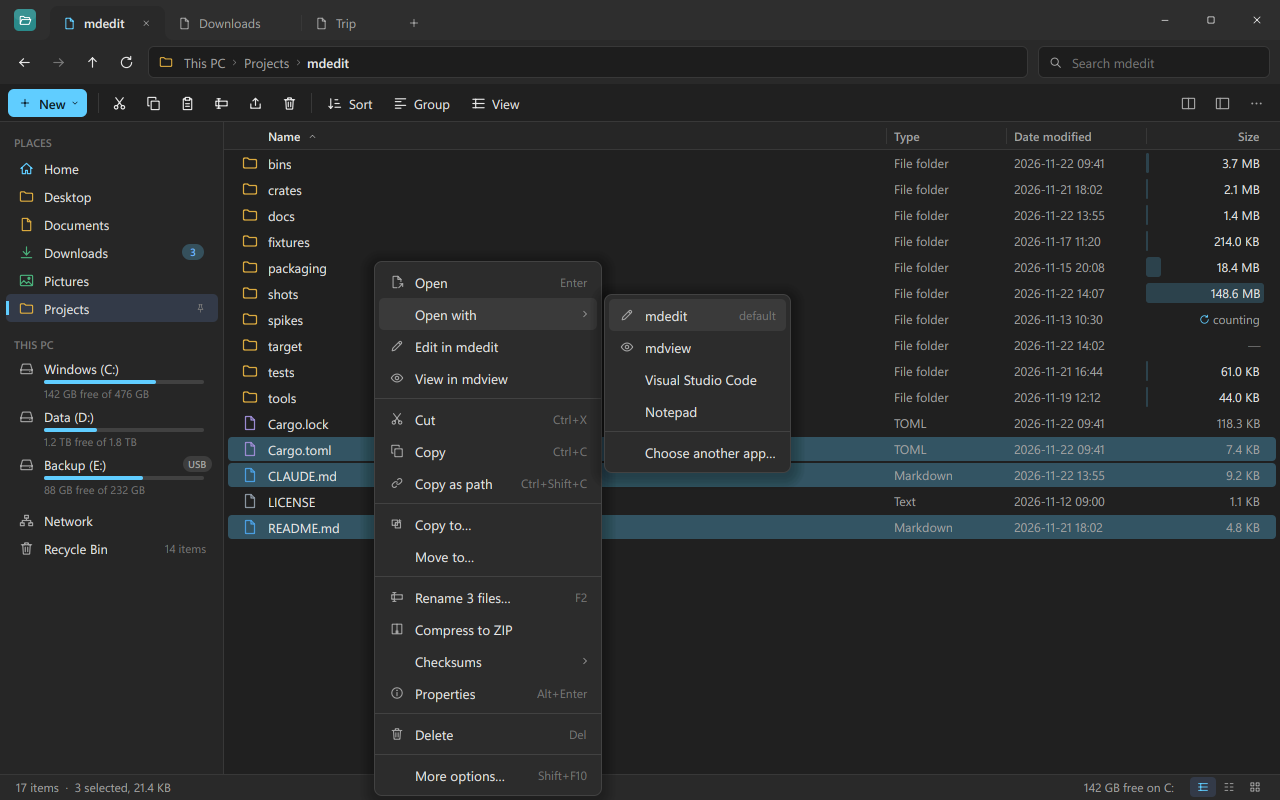 mdedit
Downloads
Trip
This PC › Projects › mdedit
Search mdedit
New
Sort
Group
View
PLACES
Home
Desktop
Documents
Downloads 3
Pictures
Projects
THIS PC
Windows (C:)
142 GB free of 476 GB
Data (D:)
1.2 TB free of 1.8 TB
Backup (E:) USB
88 GB free of 232 GB
Network
Recycle Bin 14 items
Name Type Date modified Size
bins File folder 2026-11-22 09:41 3.7 MB
crates File folder 2026-11-21 18:02 2.1 MB
docs File folder 2026-11-22 13:55 1.4 MB
fixtures File folder 2026-11-17 11:20 214.0 KB
packaging File folder 2026-11-15 20:08 18.4 MB
shots File folder 2026-11-22 14:07 148.6 MB
spikes File folder 2026-11-13 10:30 counting
target File folder 2026-11-22 14:02 —
tests File folder 2026-11-21 16:44 61.0 KB
tools File folder 2026-11-19 12:12 44.0 KB
Cargo.lock TOML 2026-11-22 09:41 118.3 KB
Cargo.toml TOML 2026-11-22 09:41 7.4 KB
CLAUDE.md Markdown 2026-11-22 13:55 9.2 KB
LICENSE Text 2026-11-12 09:00 1.1 KB
README.md Markdown 2026-11-21 18:02 4.8 KB
Open Enter
Open with
Edit in mdedit
View in mdview
Cut Ctrl+X
Copy Ctrl+C
Copy as path Ctrl+Shift+C
Copy to...
Move to...
Rename 3 files... F2
Compress to ZIP
Checksums
Properties Alt+Enter
Delete Del
More options... Shift+F10
mdedit default
mdview
Visual Studio Code
Notepad
Choose another app...
17 items · 3 selected, 21.4 KB
142 GB free on C: